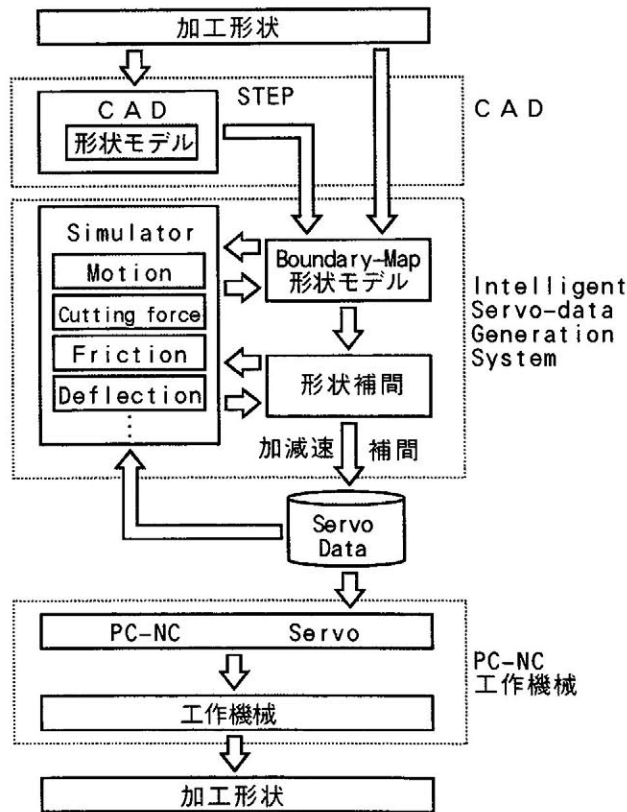 加工形状
STEP
CAD
CAD
形状モデル
Simulator
Motion
Cutting force
Friction
Deflection
⋮
Boundary-Map
形状モデル
形状補間
加減速 補間
Intelligent
Servo-data
Generation
System
Servo
Data
PC-NC Servo
工作機械
PC-NC
工作機械
加工形状